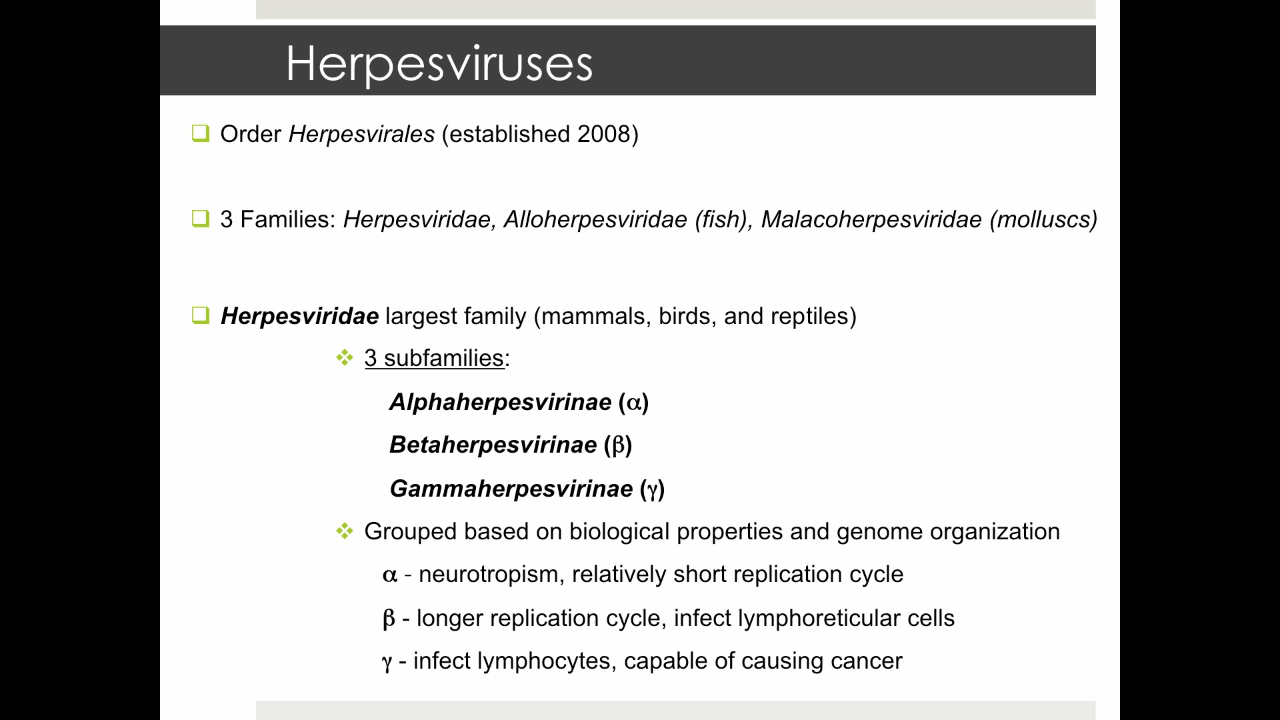 Herpesviruses
Order Herpesvirales (established 2008)
3 Families: Herpesviridae, Alloherpesviridae (fish), Malacoherpesviridae (molluscs)
Herpesviridae largest family (mammals, birds, and reptiles)
3 subfamilies:
Alphaherpesvirinae (α)
Betaherpesvirinae (β)
Gammaherpesvirinae (γ)
Grouped based on biological properties and genome organization
α - neurotropism, relatively short replication cycle
β - longer replication cycle, infect lymphoreticular cells
γ - infect lymphocytes, capable of causing cancer